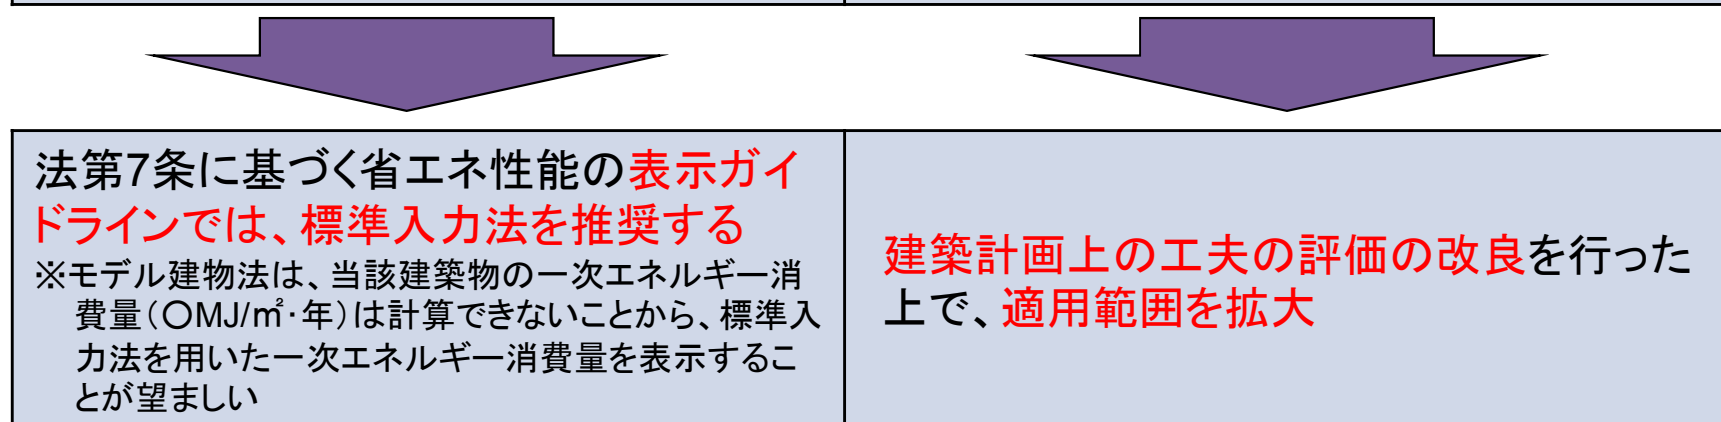 法第7条に基づく省エネ性能の表示ガイ
ドラインでは、標準入力法を推奨する
※モデル建物法は、当該建築物の一次エネルギー消
費量(〇MJ/㎡・年)は計算できないことから、標準入
力法を用いた一次エネルギー消費量を表示するこ
とが望ましい
建築計画上の工夫の評価の改良を行った
上で、適用範囲を拡大